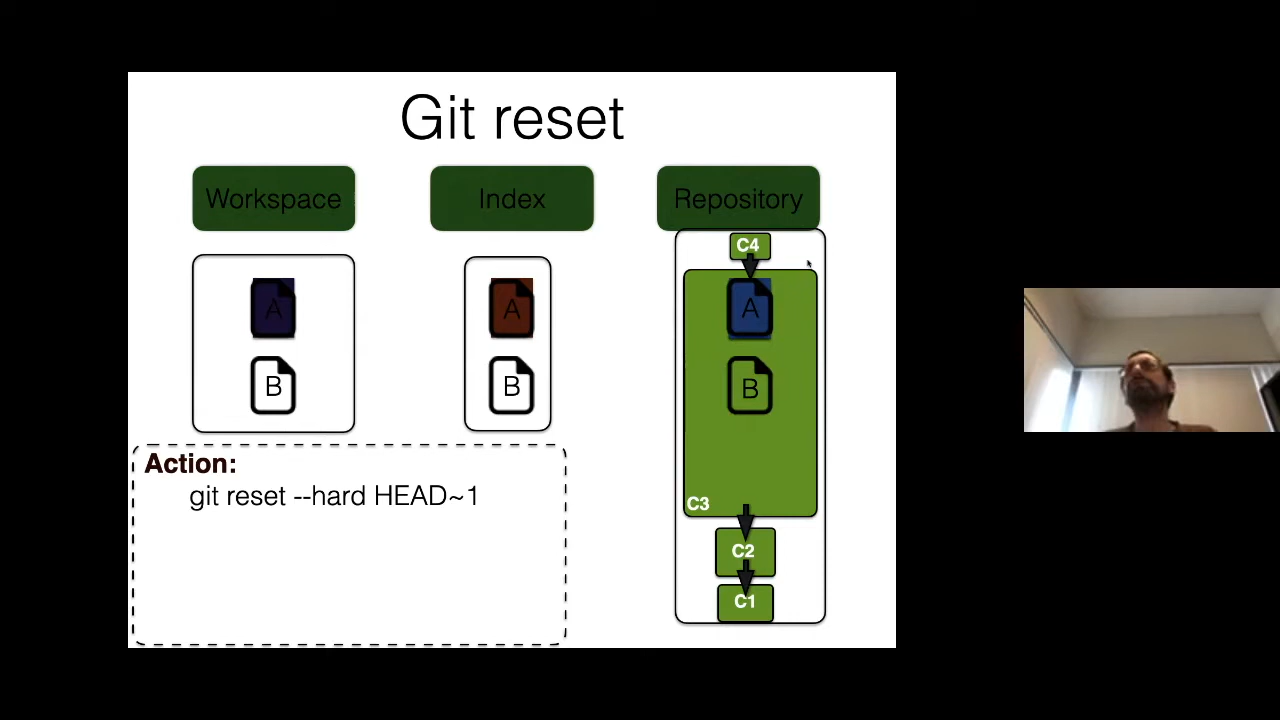 Git reset
Workspace
Index
Repository
C4
A
A
A
B
B
B
Action:
git reset --hard HEAD~1
C3
C2
C1